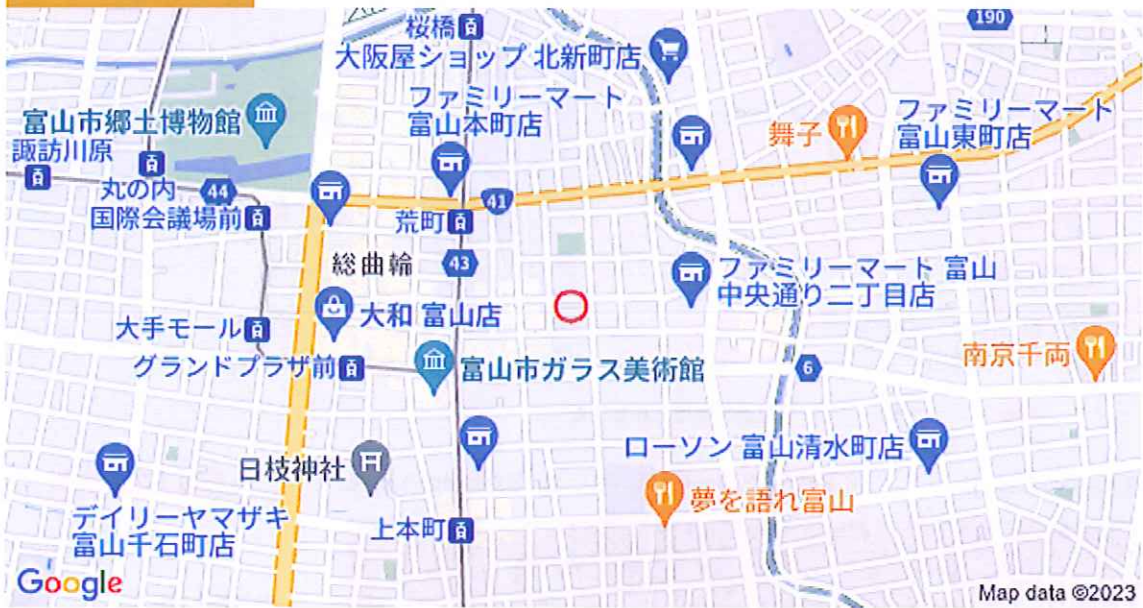 桜橋
190
大阪屋ショップ 北新町店
ファミリーマート
富山本町店
富山市郷土博物館
舞子
ファミリーマート
富山東町店
諏訪川原
丸の内
44
国際会議場前
41
荒町
総曲輪
43
ファミリーマート 富山
中央通り二丁目店
大和 富山店
大手モール
グランドプラザ前
富山市ガラス美術館
6
南京千両
ローソン 富山清水町店
日枝神社
夢を語れ富山
デイリーヤマザキ
富山千石町店
上本町
Google
Map data ©2023